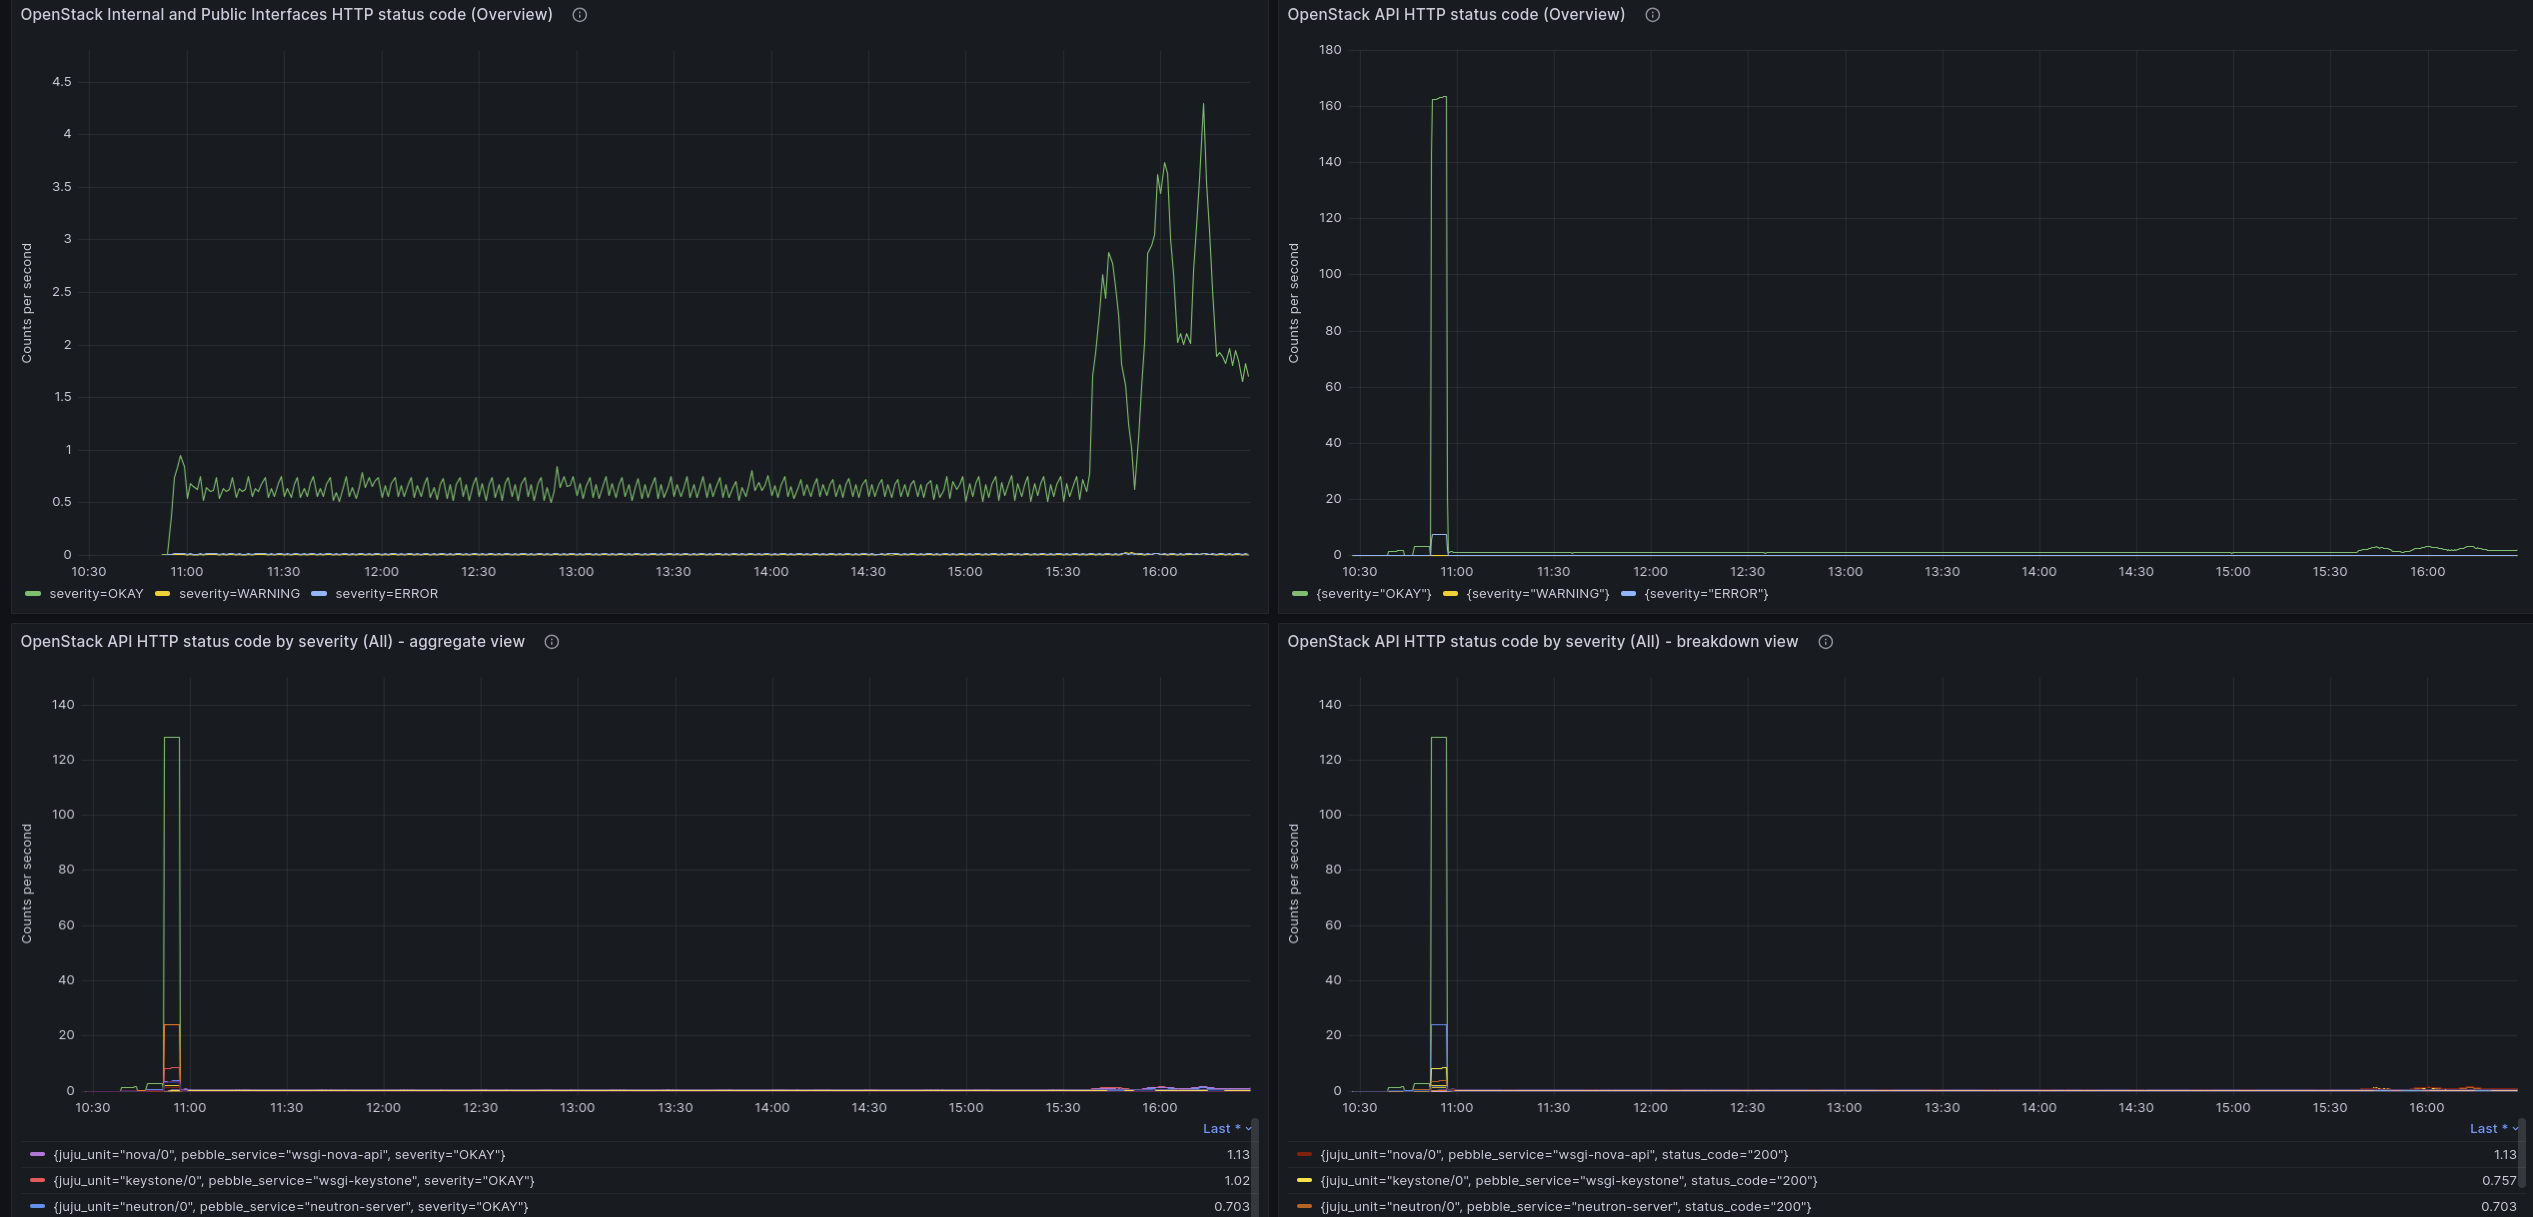 OpenStack Internal and Public Interfaces HTTP status code (Overview)
Counts per second
4.5
4
3.5
3
2.5
2
1.5
1
0.5
0
10:30 11:00 11:30 12:00 12:30 13:00 13:30 14:00 14:30 15:00 15:30 16:00
severity=OKAY severity=WARNING severity=ERROR
OpenStack API HTTP status code (Overview)
Counts per second
180
160
140
120
100
80
60
40
20
0
10:30 11:00 11:30 12:00 12:30 13:00 13:30 14:00 14:30 15:00 15:30 16:00
{severity="OKAY"} {severity="WARNING"} {severity="ERROR"}
OpenStack API HTTP status code by severity (All) - aggregate view
Counts per second
140
120
100
80
60
40
20
0
10:30 11:00 11:30 12:00 12:30 13:00 13:30 14:00 14:30 15:00 15:30 16:00
Last *
{juju_unit="nova/0", pebble_service="wsgi-nova-api", severity="OKAY"} 1.13
{juju_unit="keystone/0", pebble_service="wsgi-keystone", severity="OKAY"} 1.02
{juju_unit="neutron/0", pebble_service="neutron-server", severity="OKAY"} 0.703
OpenStack API HTTP status code by severity (All) - breakdown view
Counts per second
140
120
100
80
60
40
20
0
10:30 11:00 11:30 12:00 12:30 13:00 13:30 14:00 14:30 15:00 15:30 16:00
Last *
{juju_unit="nova/0", pebble_service="wsgi-nova-api", status_code="200"} 1.13
{juju_unit="keystone/0", pebble_service="wsgi-keystone", status_code="200"} 0.757
{juju_unit="neutron/0", pebble_service="neutron-server", status_code="200"} 0.703